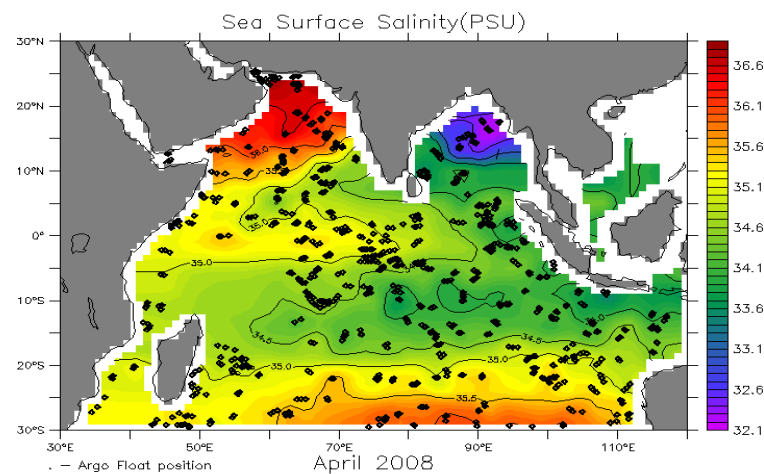 Sea Surface Salinity(PSU)
30°N
20°N
10°N
0°
10°S
20°S
30°S
30°E
50°E
70°E
90°E
110°E
36.6
36.1
35.6
35.1
34.6
34.1
33.6
33.1
32.6
32.1
36.0
35.0
35.0
34.5
34.5
35.0
35.0
35.5
. — Argo Float position
April 2008